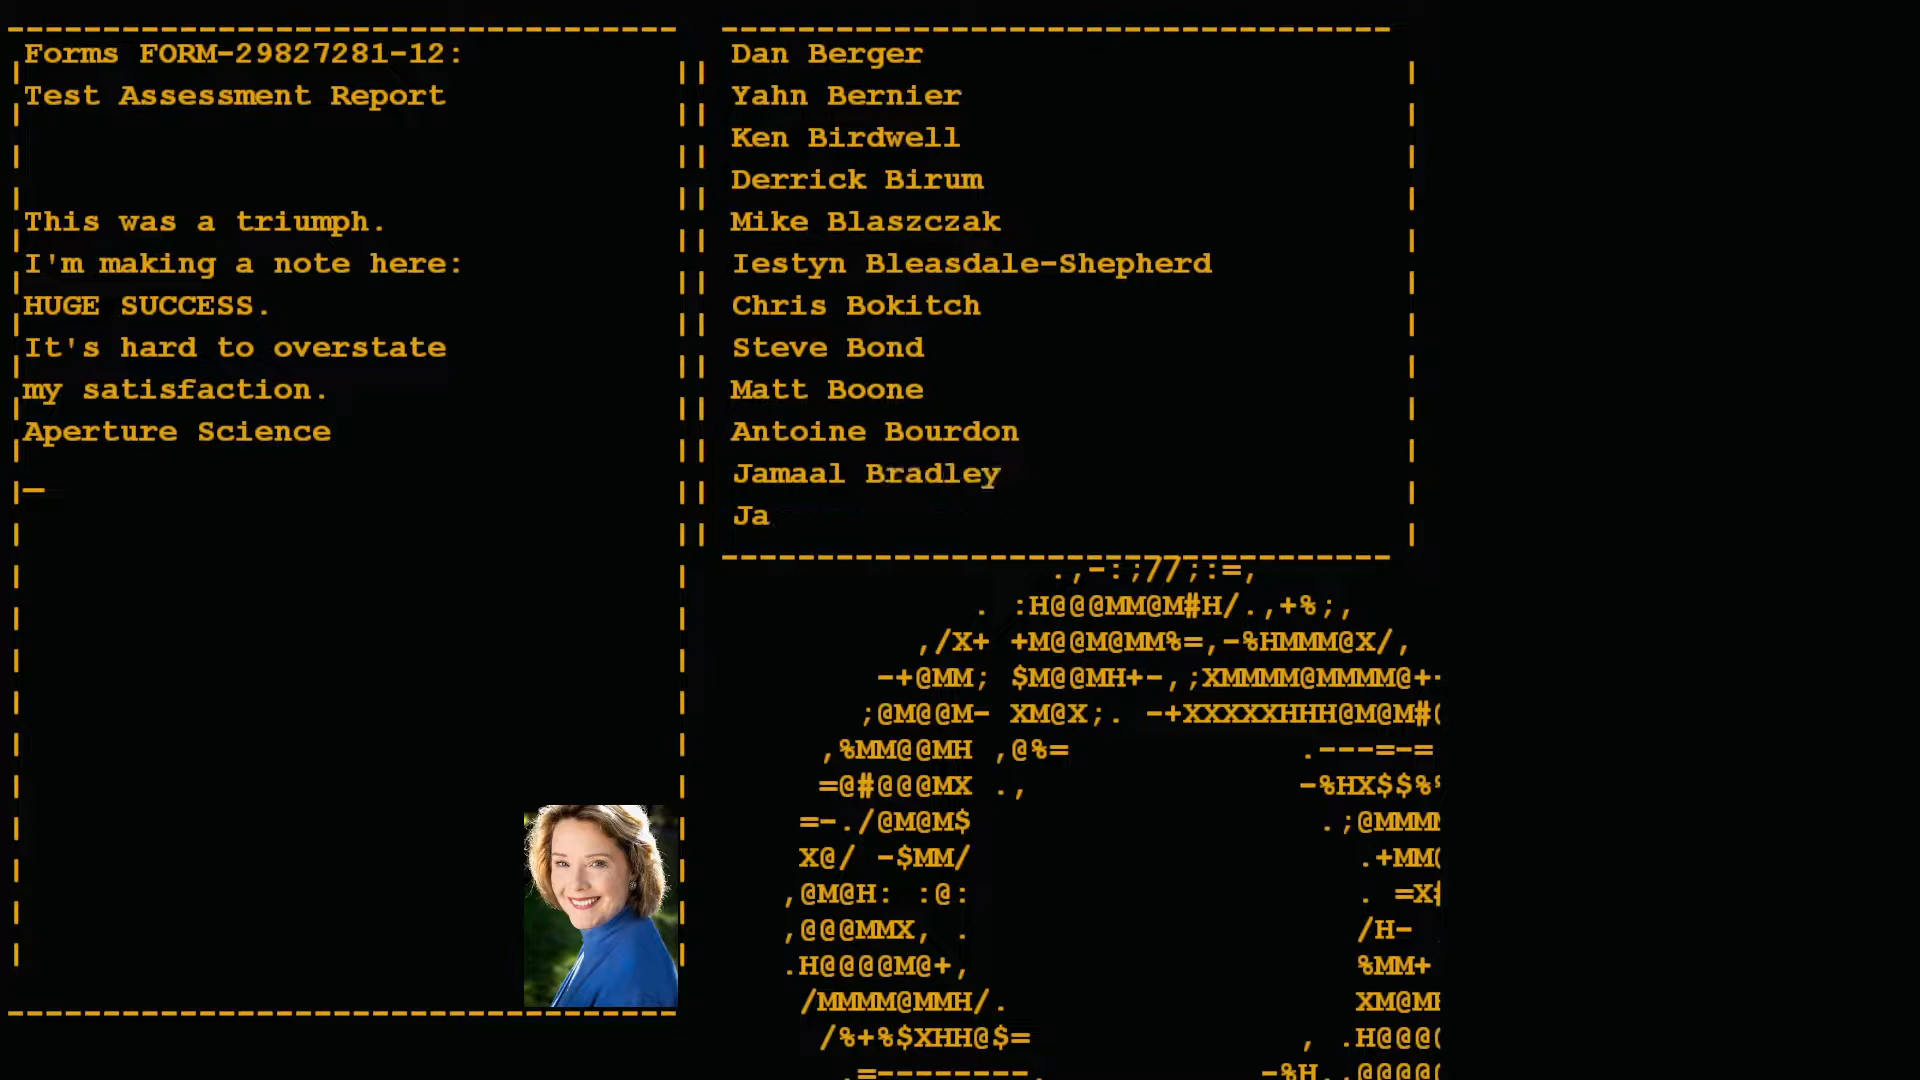 Forms FORM-29827281-12:
Test Assessment Report
This was a triumph.
I'm making a note here:
HUGE SUCCESS.
It's hard to overstate
my satisfaction.
Aperture Science
Dan Berger
Yahn Bernier
Ken Birdwell
Derrick Birum
Mike Blaszczak
Iestyn Bleasdale-Shepherd
Chris Bokitch
Steve Bond
Matt Boone
Antoine Bourdon
Jamaal Bradley
Ja